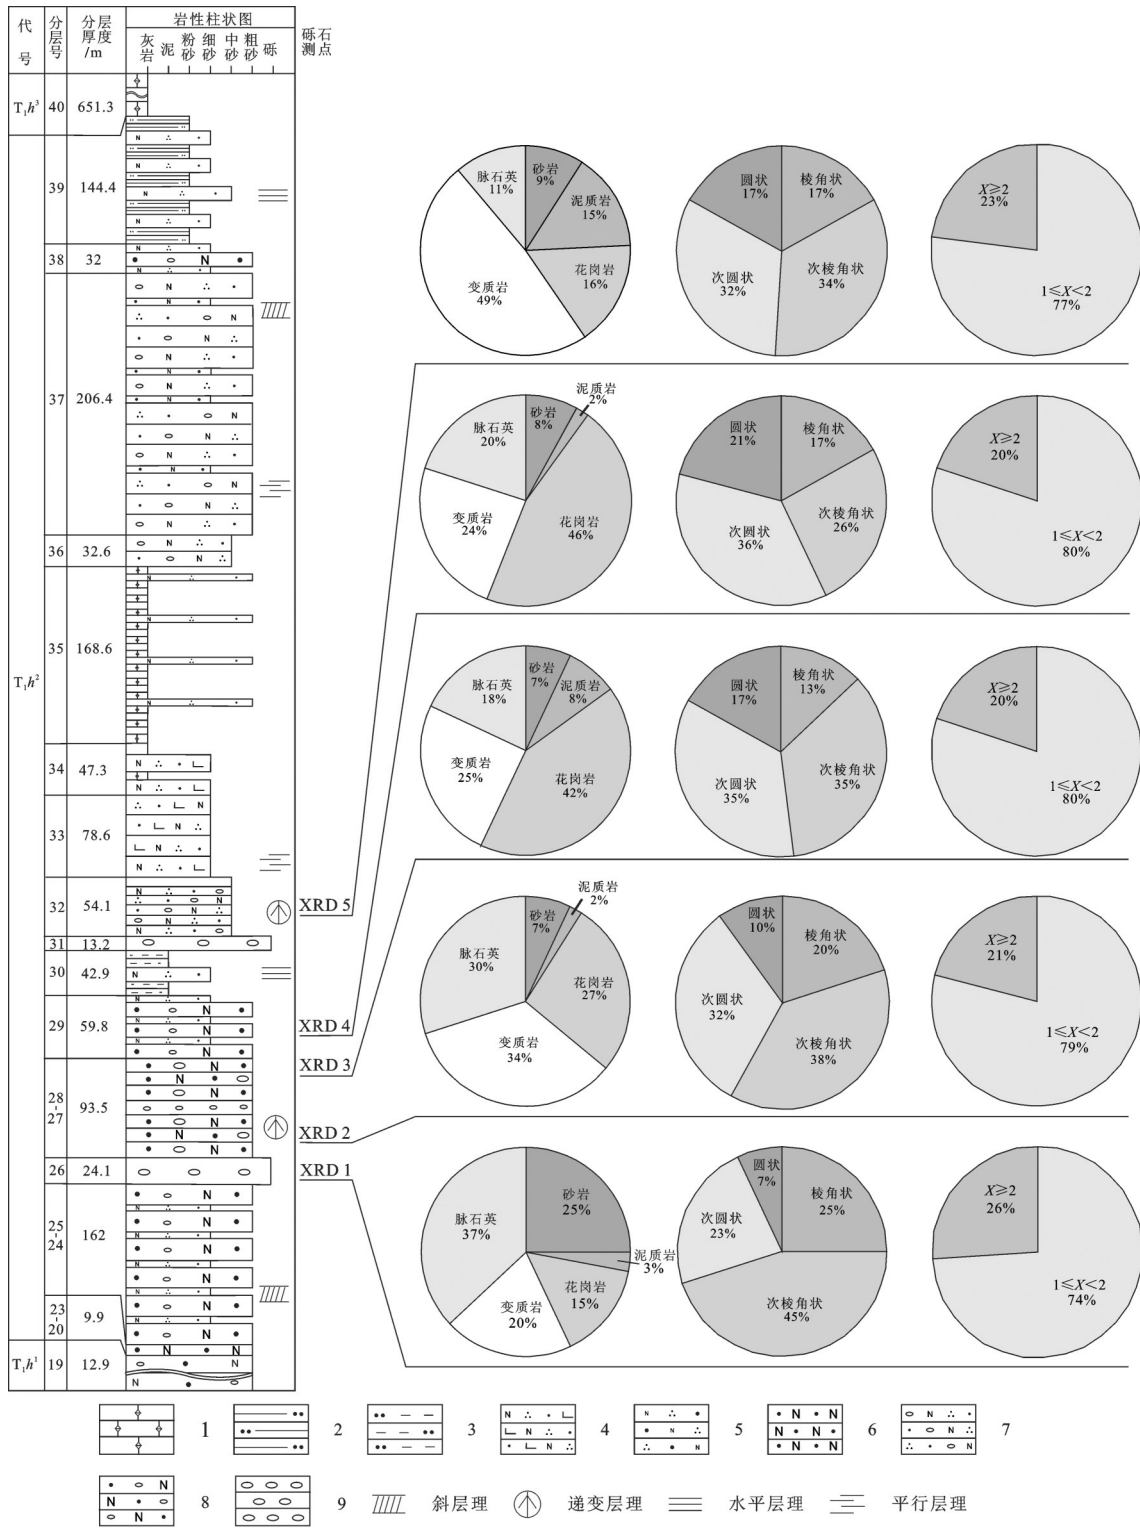 代号
分层号
分层厚度/m
岩性柱状图
灰岩 泥 粉砂 细砂 中砂 粗砂 砾
砾石测点
T₁h³
40 651.3
39 144.4
38 32
37 206.4
36 32.6
T₁h²
35 168.6
34 47.3
33 78.6
32 54.1
31 13.2
30 42.9
29 59.8
28-27 93.5
26 24.1
25-24 162
23-20 9.9
T₁h¹
19 12.9
XRD 5
XRD 4
XRD 3
XRD 2
XRD 1
脉石英 11%
砂岩 9%
泥质岩 15%
花岗岩 16%
变质岩 49%
圆状 17%
棱角状 17%
次圆状 32%
次棱角状 34%
X≥2 23%
1≤X<2 77%
脉石英 20%
砂岩 8%
泥质岩 2%
花岗岩 46%
变质岩 24%
圆状 21%
棱角状 17%
次圆状 36%
次棱角状 26%
X≥2 20%
1≤X<2 80%
脉石英 18%
砂岩 7%
泥质岩 8%
花岗岩 42%
变质岩 25%
圆状 17%
棱角状 13%
次圆状 35%
次棱角状 35%
X≥2 20%
1≤X<2 80%
脉石英 30%
砂岩 7%
泥质岩 2%
花岗岩 27%
变质岩 34%
圆状 10%
棱角状 20%
次圆状 32%
次棱角状 38%
X≥2 21%
1≤X<2 79%
脉石英 37%
砂岩 25%
泥质岩 3%
花岗岩 15%
变质岩 20%
圆状 7%
棱角状 25%
次圆状 23%
次棱角状 45%
X≥2 26%
1≤X<2 74%
1 2 3 4 5 6 7
8 9 斜层理 递变层理 水平层理 平行层理